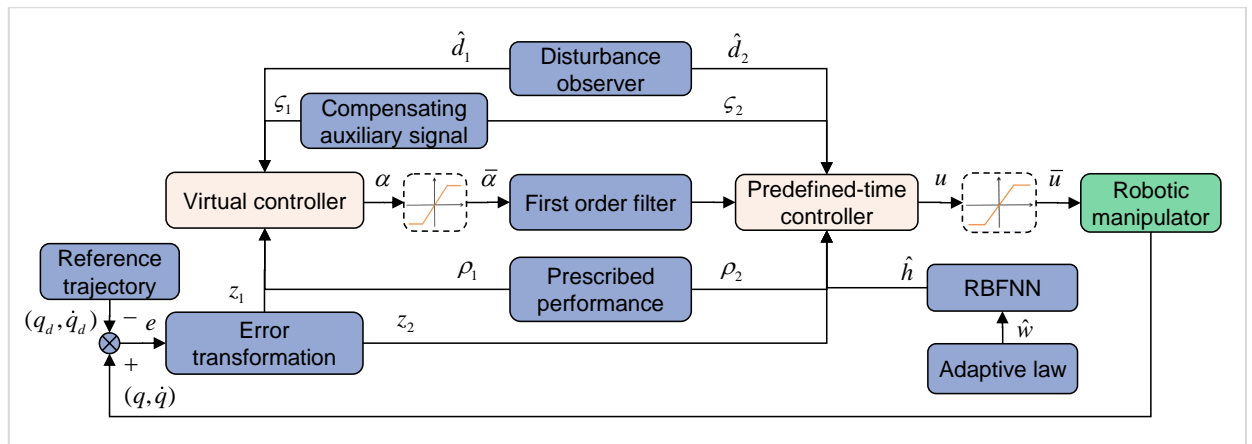 d̂₁
Disturbance
observer
d̂₂
ς₁
Compensating
auxiliary signal
ς₂
Virtual controller
α
ᾱ
First order filter
Predefined-time
controller
u
ū
Robotic
manipulator
Reference
trajectory
ρ₁
Prescribed
performance
ρ₂
ĥ
RBFNN
z₁
(q_d, q̇_d)
−
e
+
Error
transformation
z₂
ŵ
Adaptive law
(q, q̇)